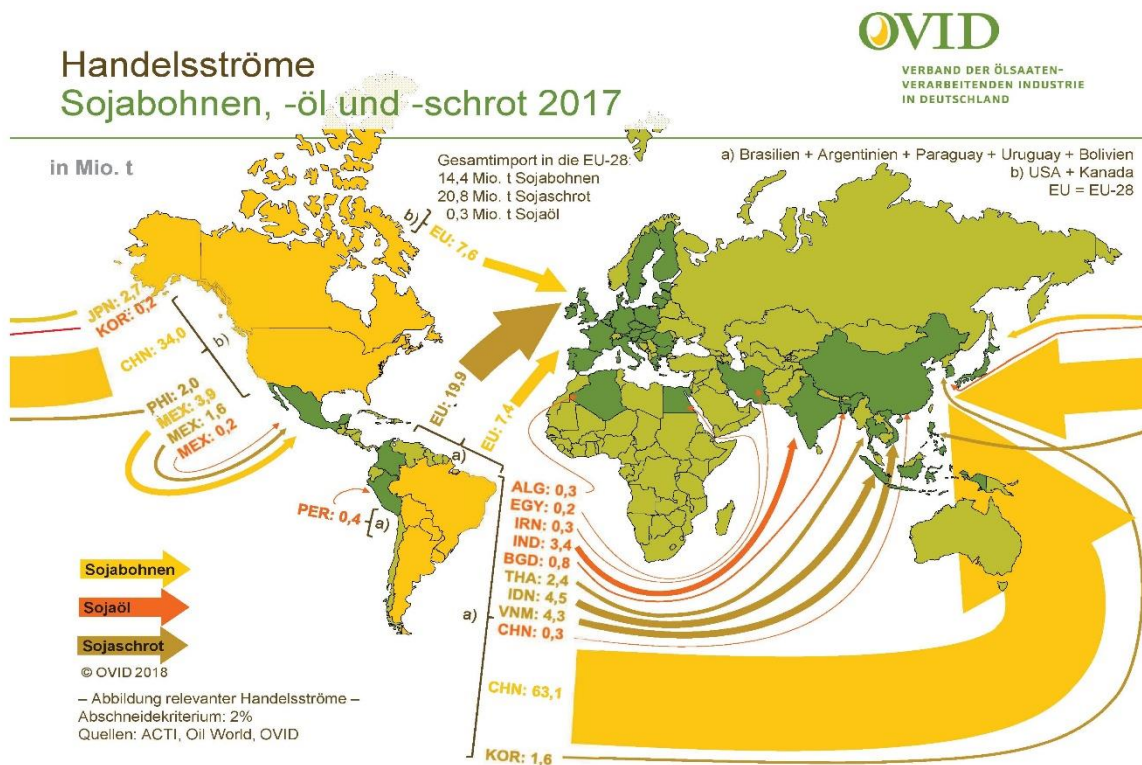 OVID
VERBAND DER ÖLSAATEN-
VERARBEITENDEN INDUSTRIE
IN DEUTSCHLAND
Handelsströme
Sojabohnen, -öl und -schrot 2017
in Mio. t
Gesamtimport in die EU-28:
14,4 Mio. t Sojabohnen
20,8 Mio. t Sojaschrot
0,3 Mio. t Sojaöl
a) Brasilien + Argentinien + Paraguay + Uruguay + Bolivien
b) USA + Kanada
EU = EU-28
b)
EU: 7,6
JPN: 2,7
KOR: 0,2
CHN: 34,0
b)
PHI: 2,0
MEX: 3,9
MEX: 1,6
MEX: 0,2
EU: 19,9
EU: 7,4
a)
PER: 0,4
a)
a)
ALG: 0,3
EGY: 0,2
IRN: 0,3
IND: 3,4
BGD: 0,8
THA: 2,4
IDN: 4,5
VNM: 4,3
CHN: 0,3
CHN: 63,1
KOR: 1,6
Sojabohnen
Sojaöl
Sojaschrot
© OVID 2018
– Abbildung relevanter Handelsströme –
Abschneidekriterium: 2%
Quellen: ACTI, Oil World, OVID